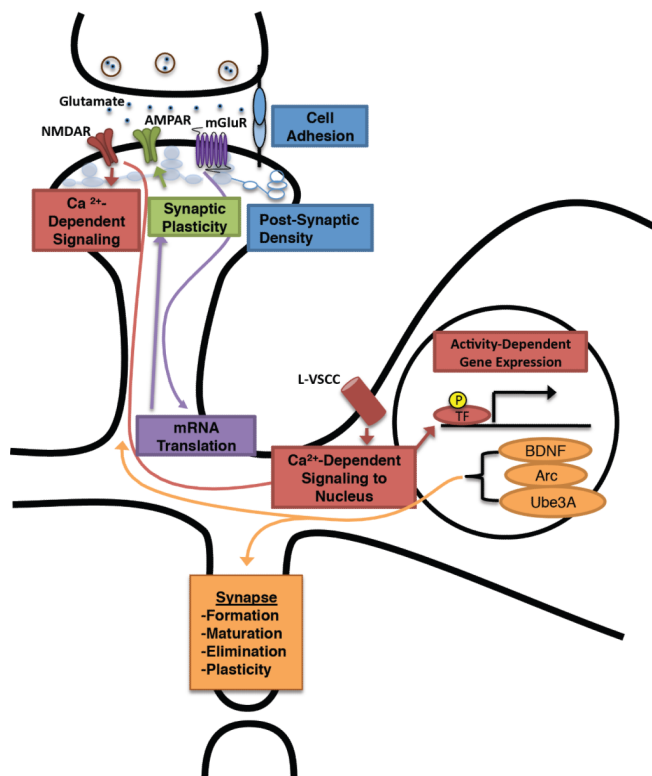 Glutamate
NMDAR
AMPAR
mGluR
Cell
Adhesion
Ca 2+-
Dependent
Signaling
Synaptic
Plasticity
Post-Synaptic
Density
mRNA
Translation
L-VSCC
Ca2+-Dependent
Signaling to
Nucleus
Activity-Dependent
Gene Expression
P
TF
BDNF
Arc
Ube3A
Synapse
-Formation
-Maturation
-Elimination
-Plasticity